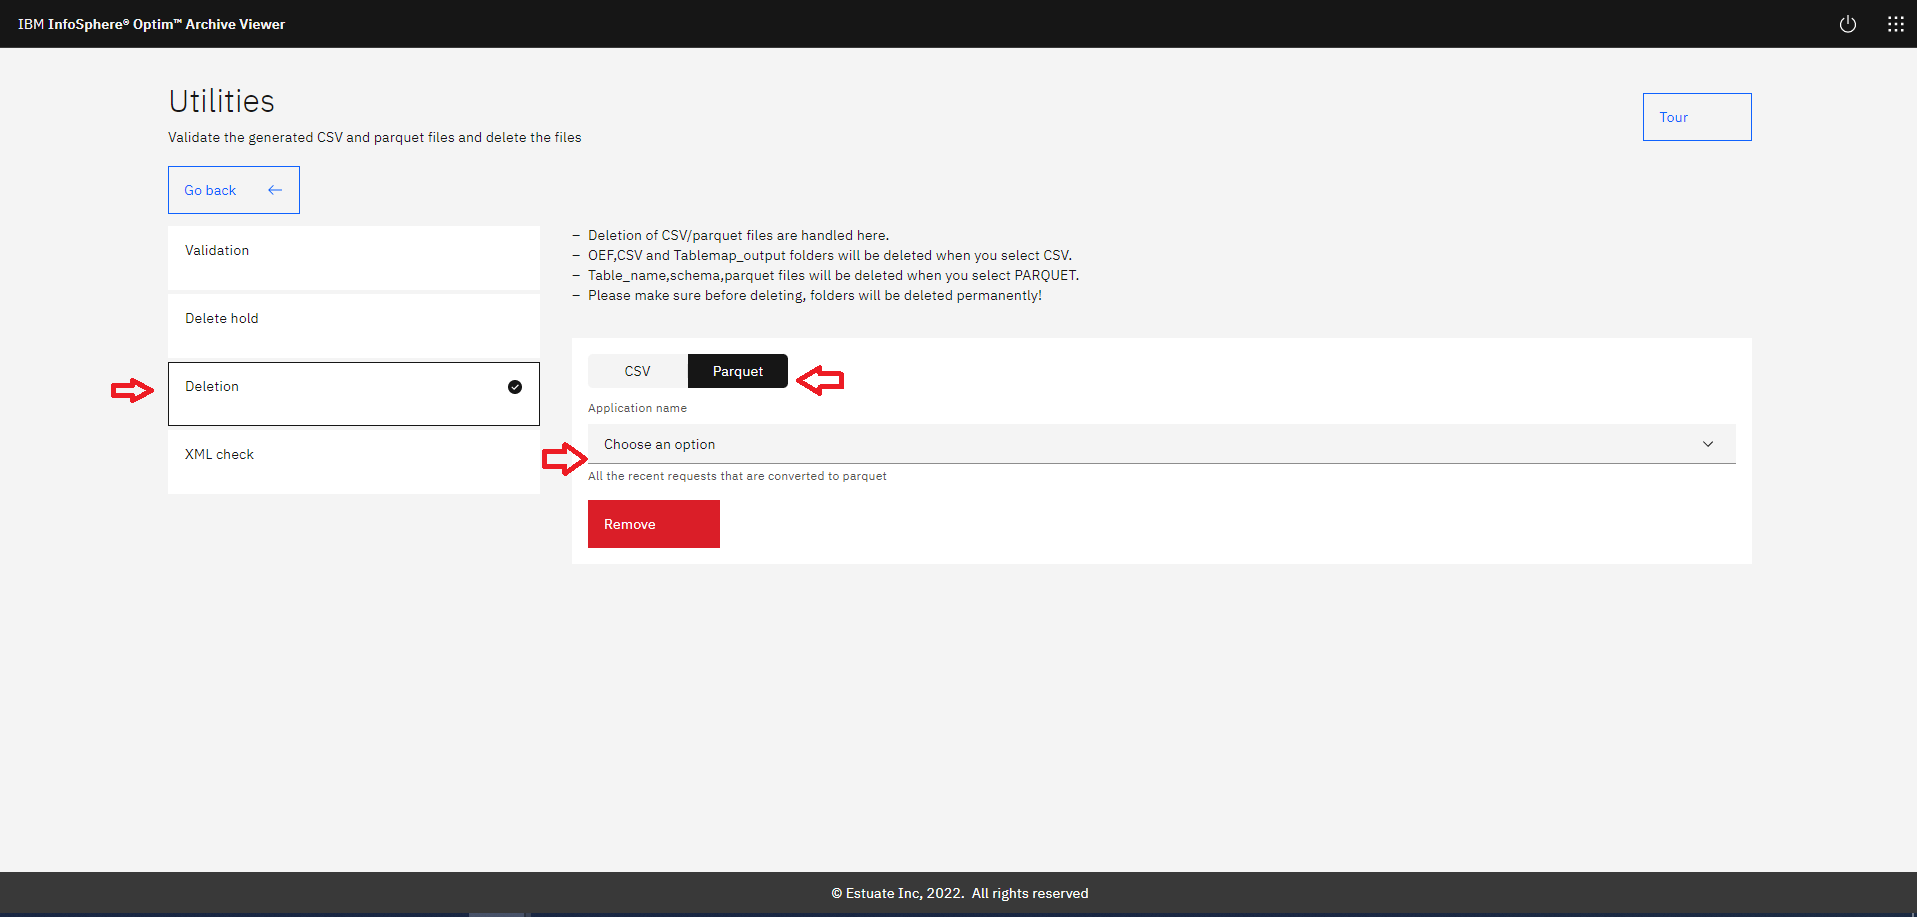 IBM InfoSphere® Optim™ Archive Viewer
Utilities
Validate the generated CSV and parquet files and delete the files
Tour
Go back
Validation
Delete hold
Deletion
XML check
– Deletion of CSV/parquet files are handled here.
– OEF,CSV and Tablemap_output folders will be deleted when you select CSV.
– Table_name,schema,parquet files will be deleted when you select PARQUET.
– Please make sure before deleting, folders will be deleted permanently!
CSV Parquet
Application name
Choose an option
All the recent requests that are converted to parquet
Remove
© Estuate Inc, 2022. All rights reserved